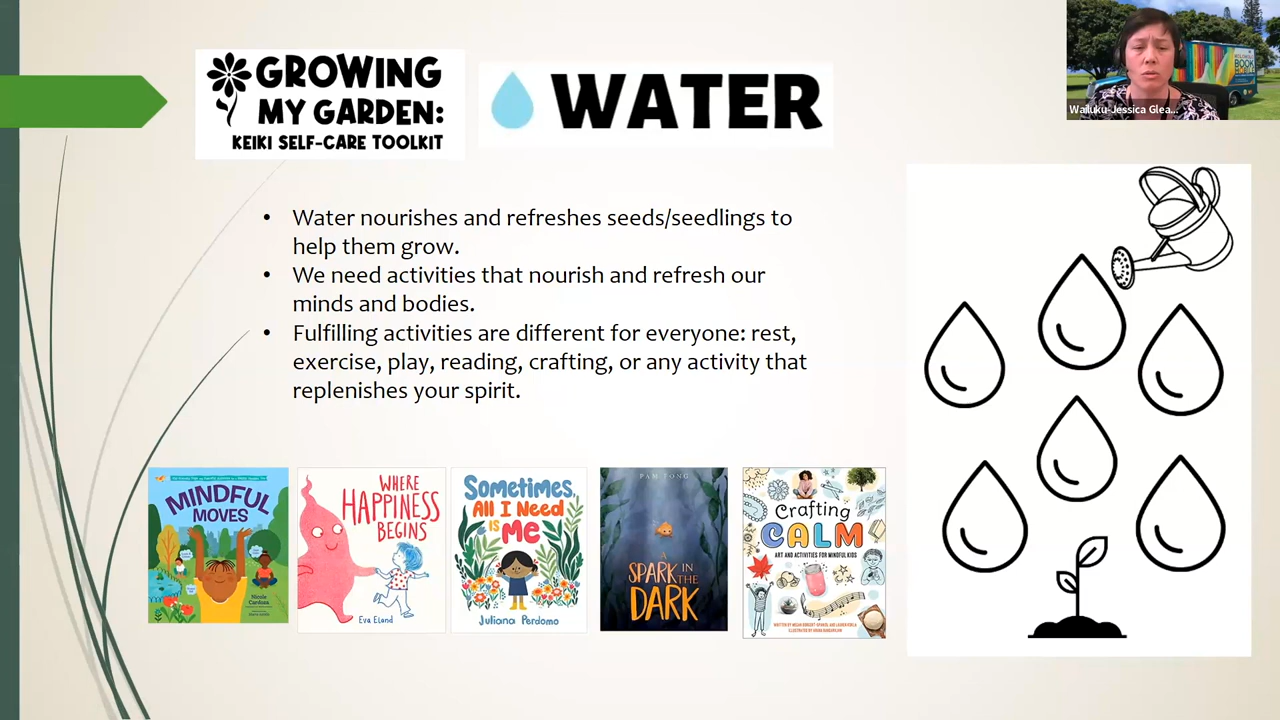 GROWING
MY GARDEN:
KEIKI SELF-CARE TOOLKIT
WATER
Wailuku-Jessica Glea...
BOOK
• Water nourishes and refreshes seeds/seedlings to
help them grow.
• We need activities that nourish and refresh our
minds and bodies.
• Fulfilling activities are different for everyone: rest,
exercise, play, reading, crafting, or any activity that
replenishes your spirit.
MINDFUL
MOVES
Nicole
Cardoza
WHERE
HAPPINESS
BEGINS
Eva Eland
Sometimes,
All I Need
is Me
Juliana Perdomo
PAM FONG
A
SPARK IN
THE
DARK
Crafting
CALM
ART AND ACTIVITIES FOR MINDFUL KIDS